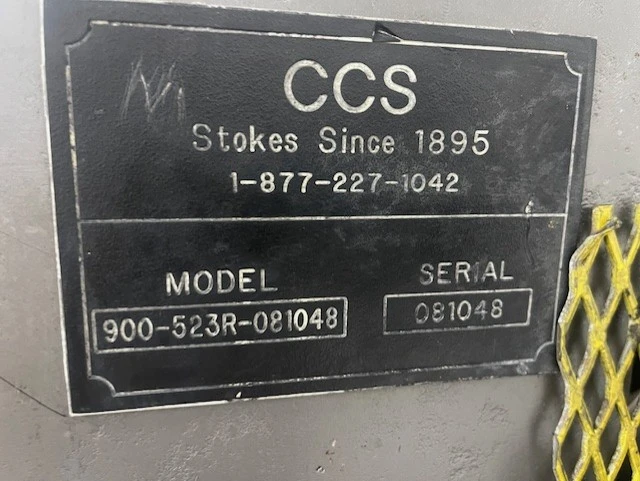 CCS
Stokes Since 1895
1-877-227-1042
MODEL
900-523R-081048
SERIAL
081048